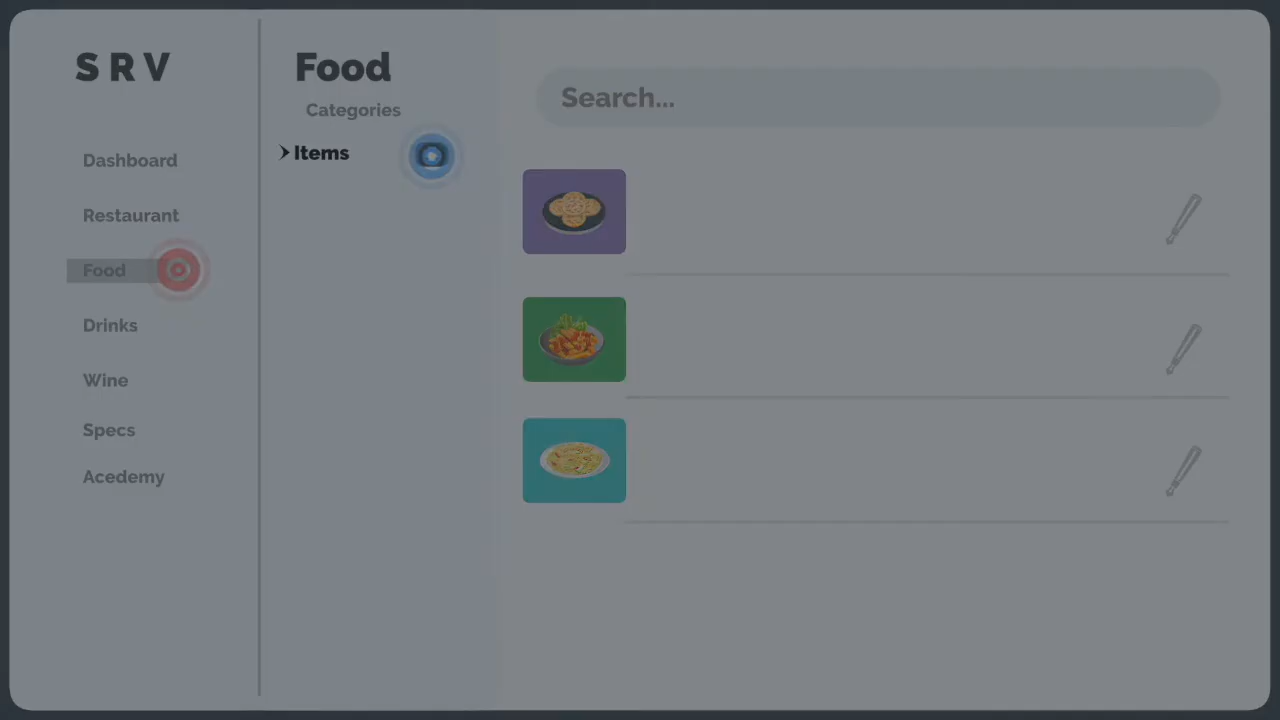 S R V
Dashboard
Restaurant
Food
Drinks
Wine
Specs
Acedemy
Food
Categories
Items
Search...